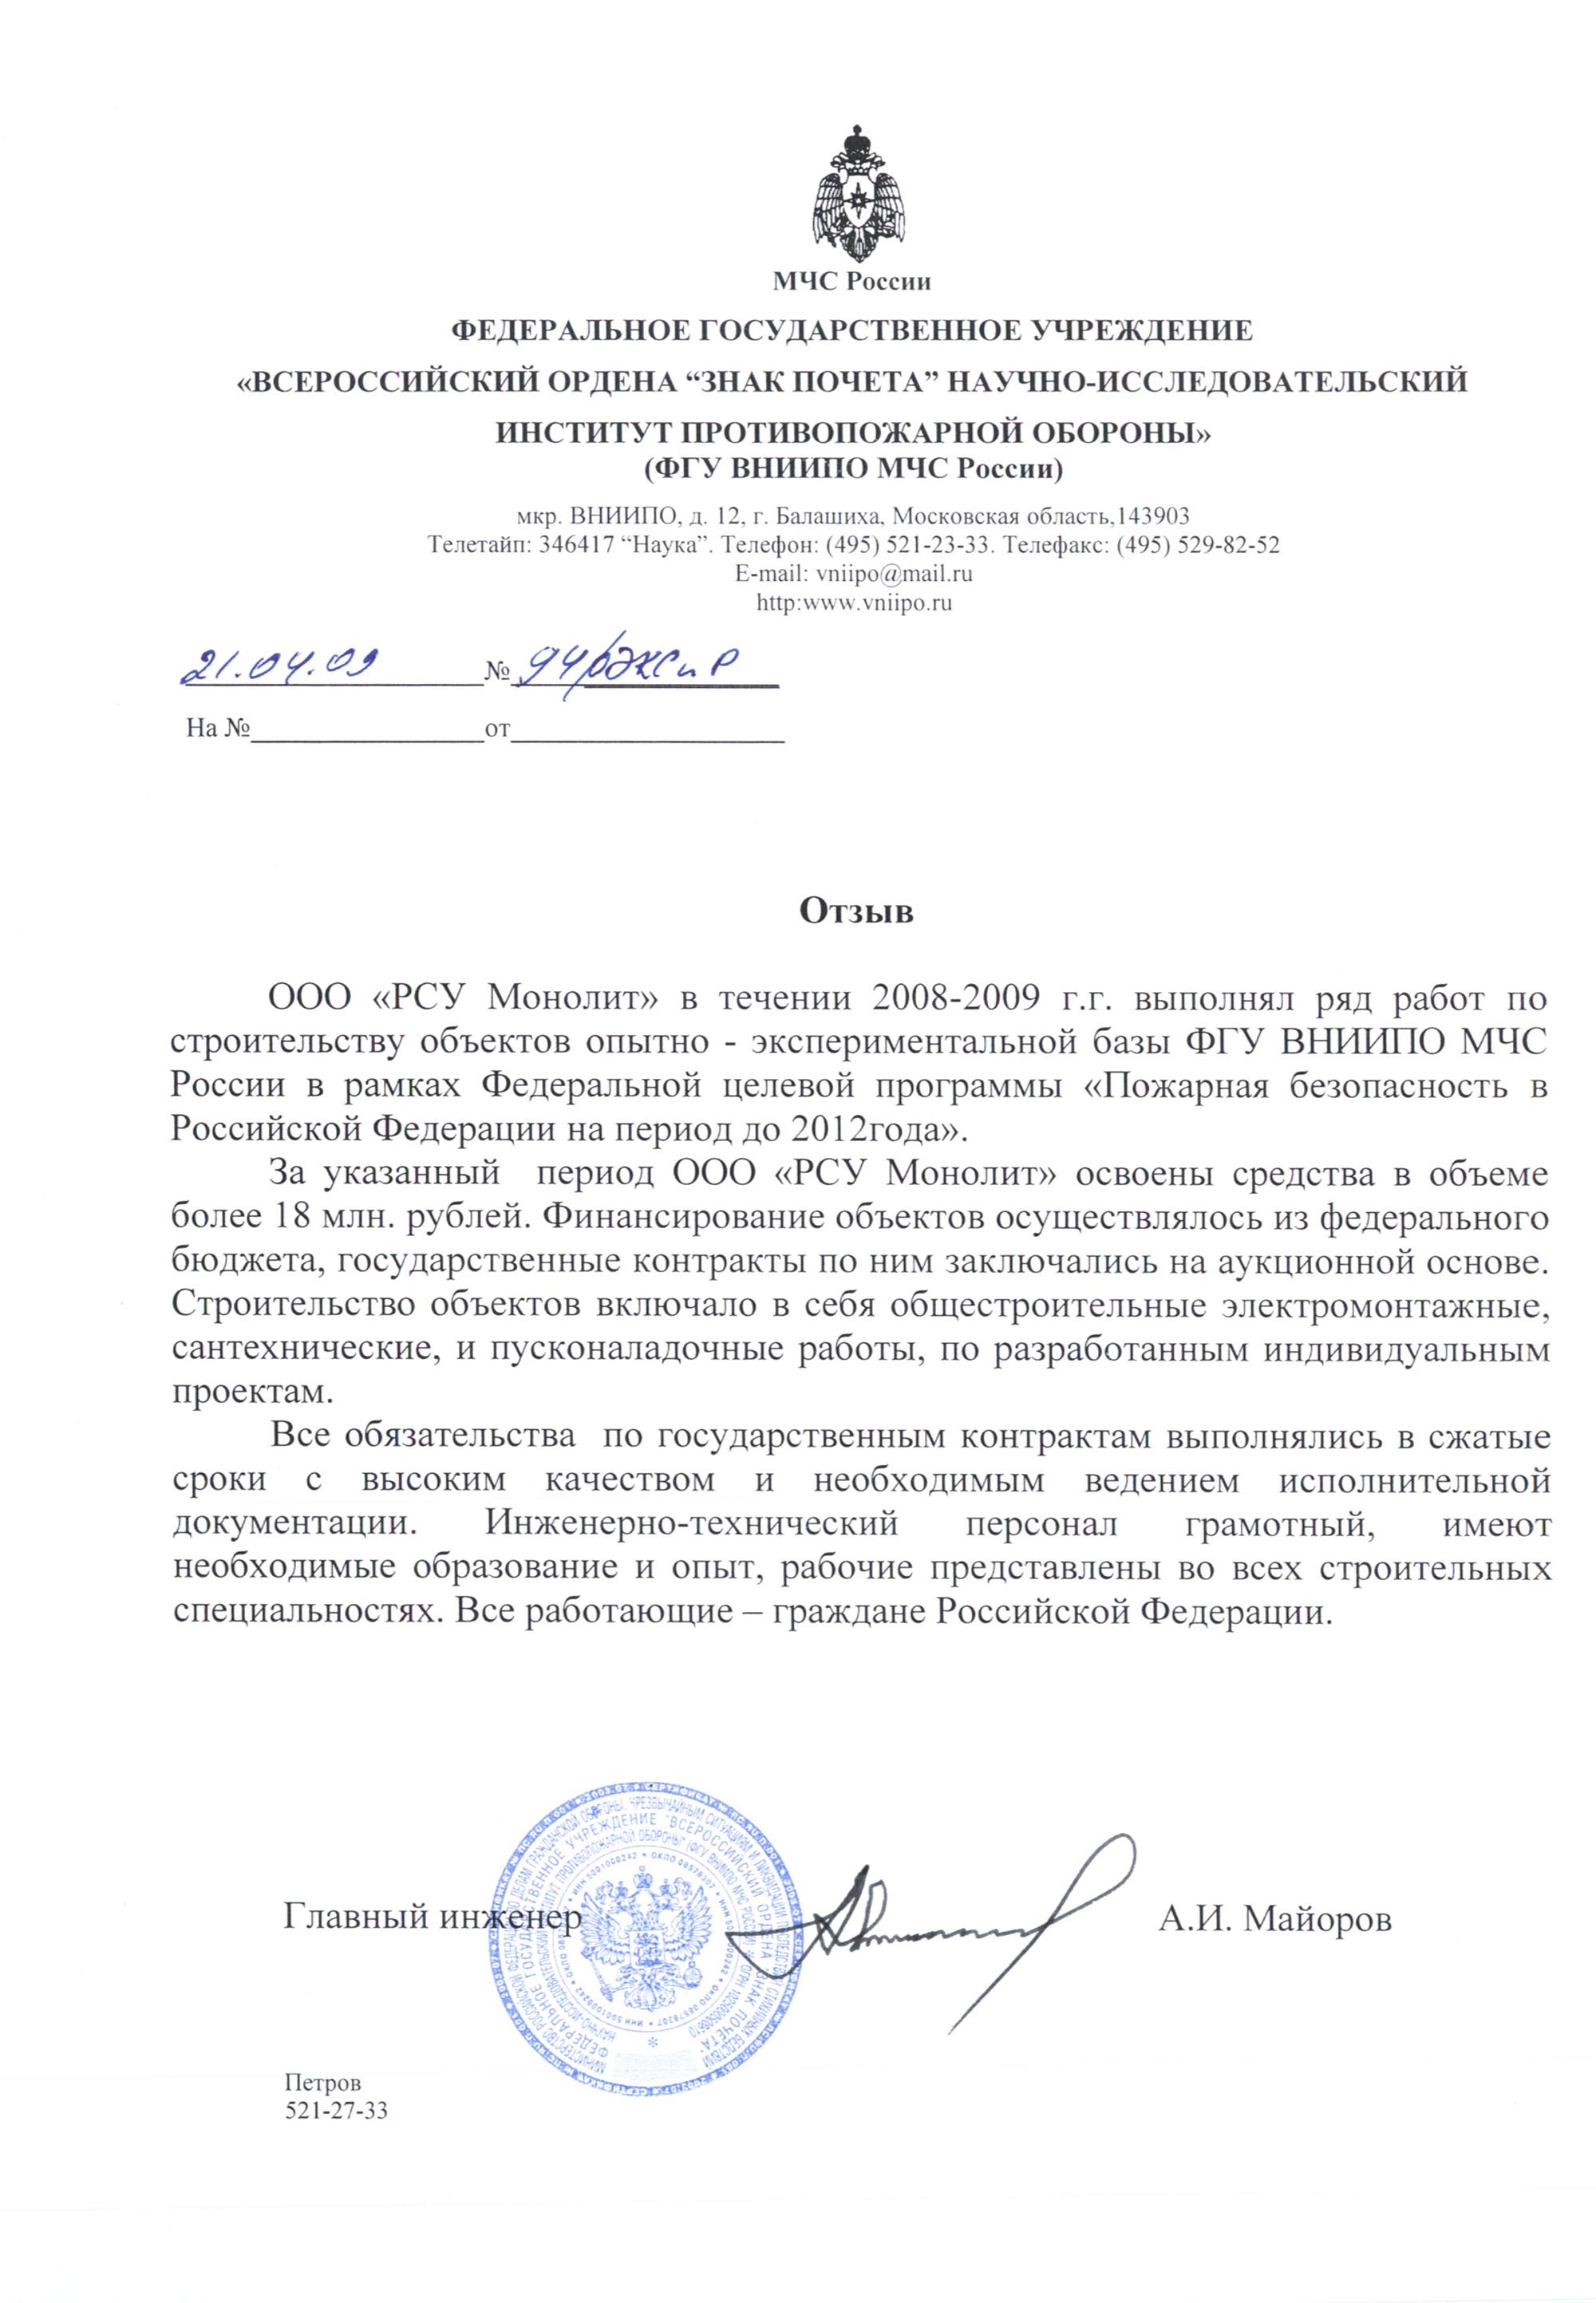 МЧС России
ФЕДЕРАЛЬНОЕ ГОСУДАРСТВЕННОЕ УЧРЕЖДЕНИЕ
«ВСЕРОССИЙСКИЙ ОРДЕНА “ЗНАК ПОЧЕТА” НАУЧНО-ИССЛЕДОВАТЕЛЬСКИЙ
ИНСТИТУТ ПРОТИВОПОЖАРНОЙ ОБОРОНЫ»
(ФГУ ВНИИПО МЧС России)
мкр. ВНИИПО, д. 12, г. Балашиха, Московская область,143903
Телетайп: 346417 “Наука”. Телефон: (495) 521-23-33. Телефакс: (495) 529-82-52
E-mail: vniipo@mail.ru
http:www.vniipo.ru
21.04.09 №
На № от
Отзыв
ООО «РСУ Монолит» в течении 2008-2009 г.г. выполнял ряд работ по
строительству объектов опытно - экспериментальной базы ФГУ ВНИИПО МЧС
России в рамках Федеральной целевой программы «Пожарная безопасность в
Российской Федерации на период до 2012года».
За указанный период ООО «РСУ Монолит» освоены средства в объеме
более 18 млн. рублей. Финансирование объектов осуществлялось из федерального
бюджета, государственные контракты по ним заключались на аукционной основе.
Строительство объектов включало в себя общестроительные электромонтажные,
сантехнические, и пусконаладочные работы, по разработанным индивидуальным
проектам.
Все обязательства по государственным контрактам выполнялись в сжатые
сроки с высоким качеством и необходимым ведением исполнительной
документации. Инженерно-технический персонал грамотный, имеют
необходимые образование и опыт, рабочие представлены во всех строительных
специальностях. Все работающие – граждане Российской Федерации.
Главный инженер А.И. Майоров
Петров
521-27-33